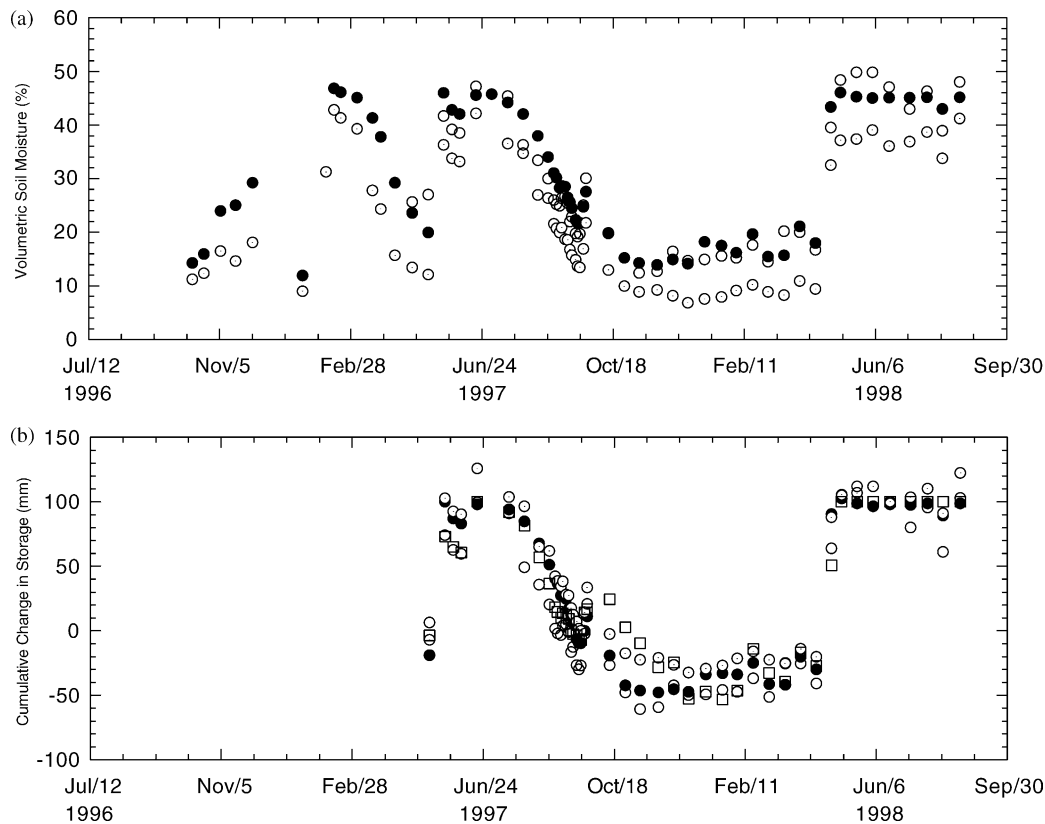 (a)
60
50
40
30
20
10
0
Volumetric Soil Moisture (%)
Jul/12 Nov/5 Feb/28 Jun/24 Oct/18 Feb/11 Jun/6 Sep/30
1996 1997 1998
(b)
150
100
50
0
-50
-100
Cumulative Change in Storage (mm)
Jul/12 Nov/5 Feb/28 Jun/24 Oct/18 Feb/11 Jun/6 Sep/30
1996 1997 1998